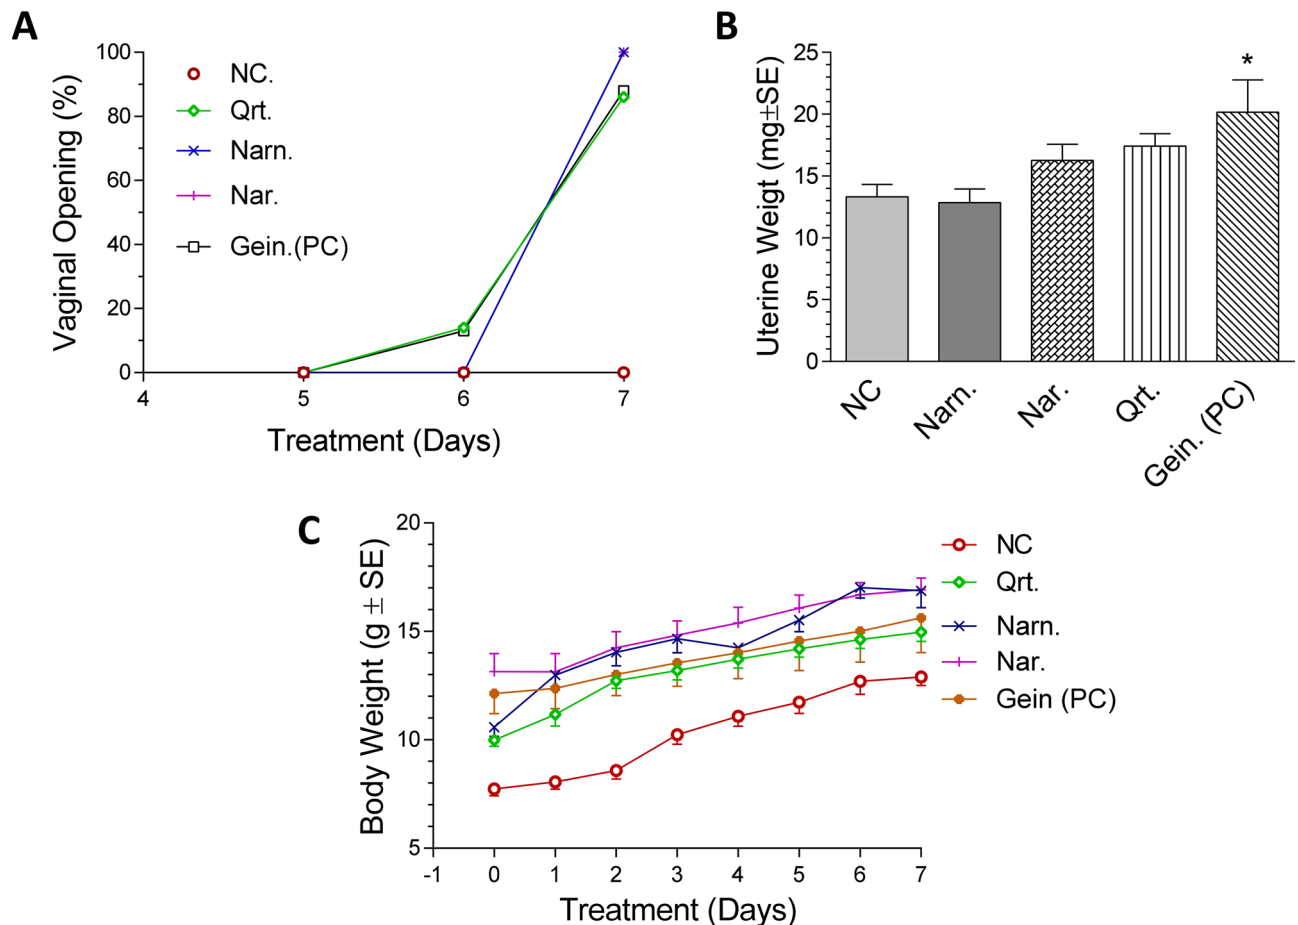 A
Vaginal Opening (%)
100
80
60
40
20
0
4
5
6
7
Treatment (Days)
NC.
Qrt.
Narn.
Nar.
Gein.(PC)
B
Uterine Weigt (mg±SE)
25
20
15
10
5
0
*
NC
Narn.
Nar.
Qrt.
Gein. (PC)
C
Body Weight (g ± SE)
20
15
10
5
-1
0
1
2
3
4
5
6
7
Treatment (Days)
NC
Qrt.
Narn.
Nar.
Gein (PC)